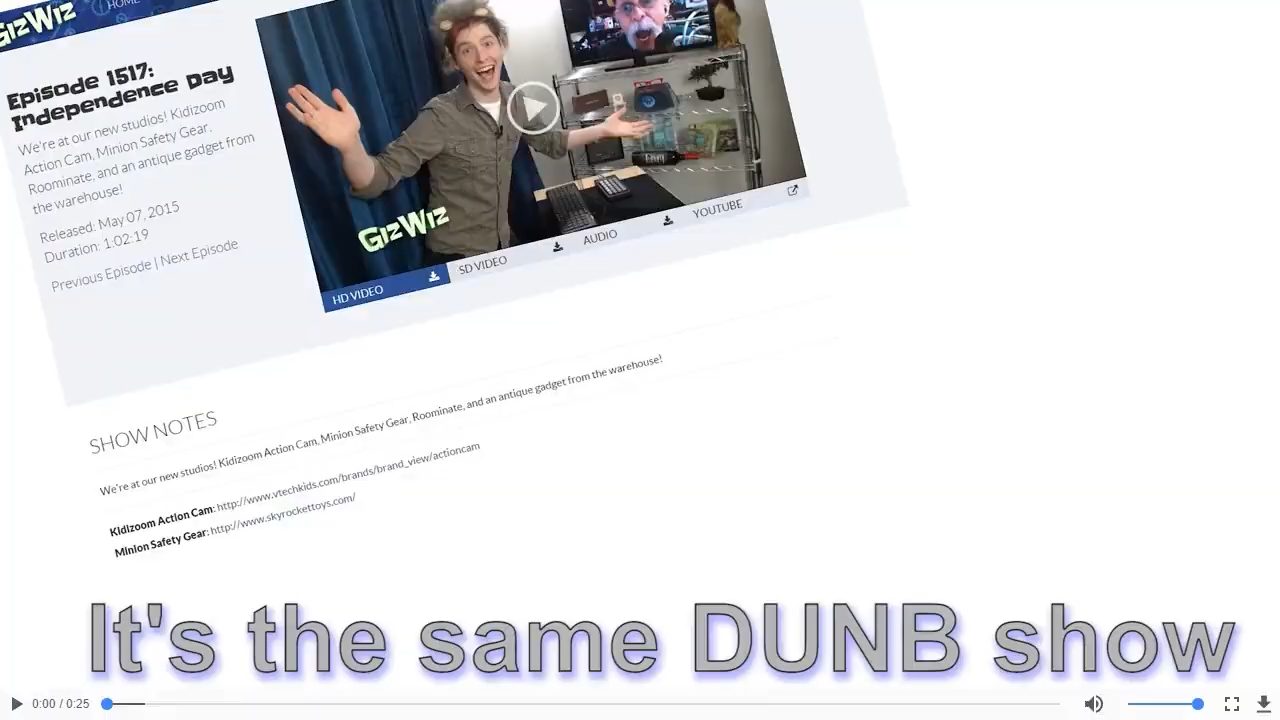 GizWiz
HOME
Episode 1517:
Independence Day
We're at our new studios! Kidizoom
Action Cam, Minion Safety Gear,
Roominate, and an antique gadget from
the warehouse!
Released: May 07, 2015
Duration: 1:02:19
Previous Episode | Next Episode
GizWiz
HD VIDEO
SD VIDEO
AUDIO
YOUTUBE
SHOW NOTES
We're at our new studios! Kidizoom Action Cam, Minion Safety Gear, Roominate, and an antique gadget from the warehouse!
Kidizoom Action Cam: http://www.vtechkids.com/brands/brand_view/actioncam
Minion Safety Gear: http://www.skyrockettoys.com/
It's the same DUNB show
0:00 / 0:25